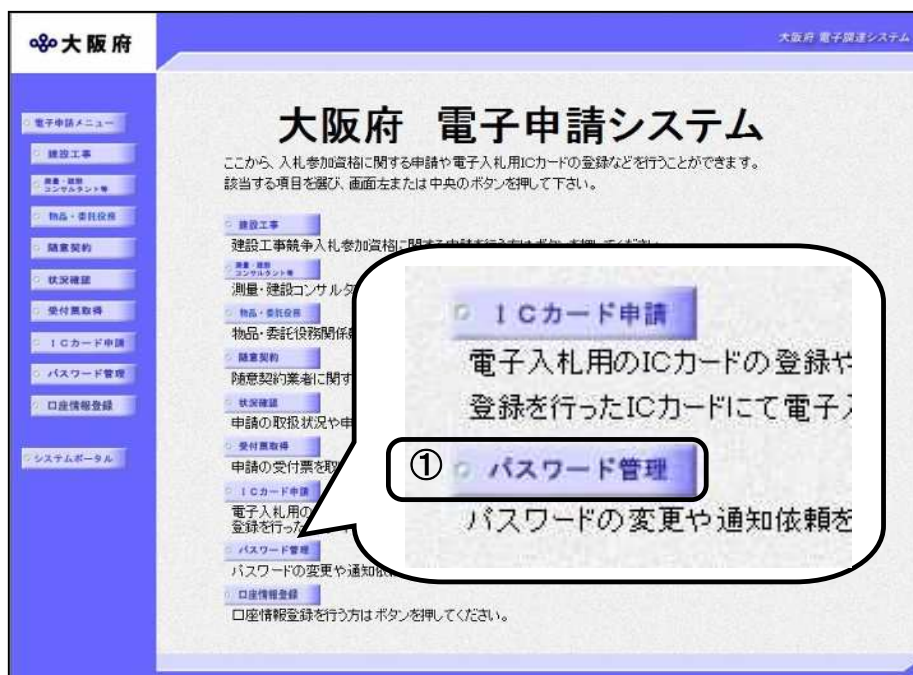 大阪府
大阪府 電子調達システム
電子申請メニュー
建設工事
測量・建設
コンサルタント等
物品・委託役務
随意契約
状況確認
受付票取得
ICカード申請
パスワード管理
口座情報登録
システムポータル
大阪府 電子申請システム
ここから、入札参加資格に関する申請や電子入札用ICカードの登録などを行うことができます。
該当する項目を選び、画面左または中央のボタンを押して下さい。
建設工事
建設工事競争入札参加資格に関する申請を行う方はボタンを押してください。
測量・建設
コンサルタント等
測量・建設コンサルタ
物品・委託役務
物品・委託役務関係
随意契約
随意契約業者に関す
状況確認
申請の取扱状況や申
受付票取得
申請の受付票を取
ICカード申請
電子入札用の
登録を行った
パスワード管理
パスワードの変更や通知依
口座情報登録
口座情報登録を行う方はボタンを押してください。
ICカード申請
電子入札用のICカードの登録や
登録を行ったICカードにて電子入
① パスワード管理
パスワードの変更や通知依頼を